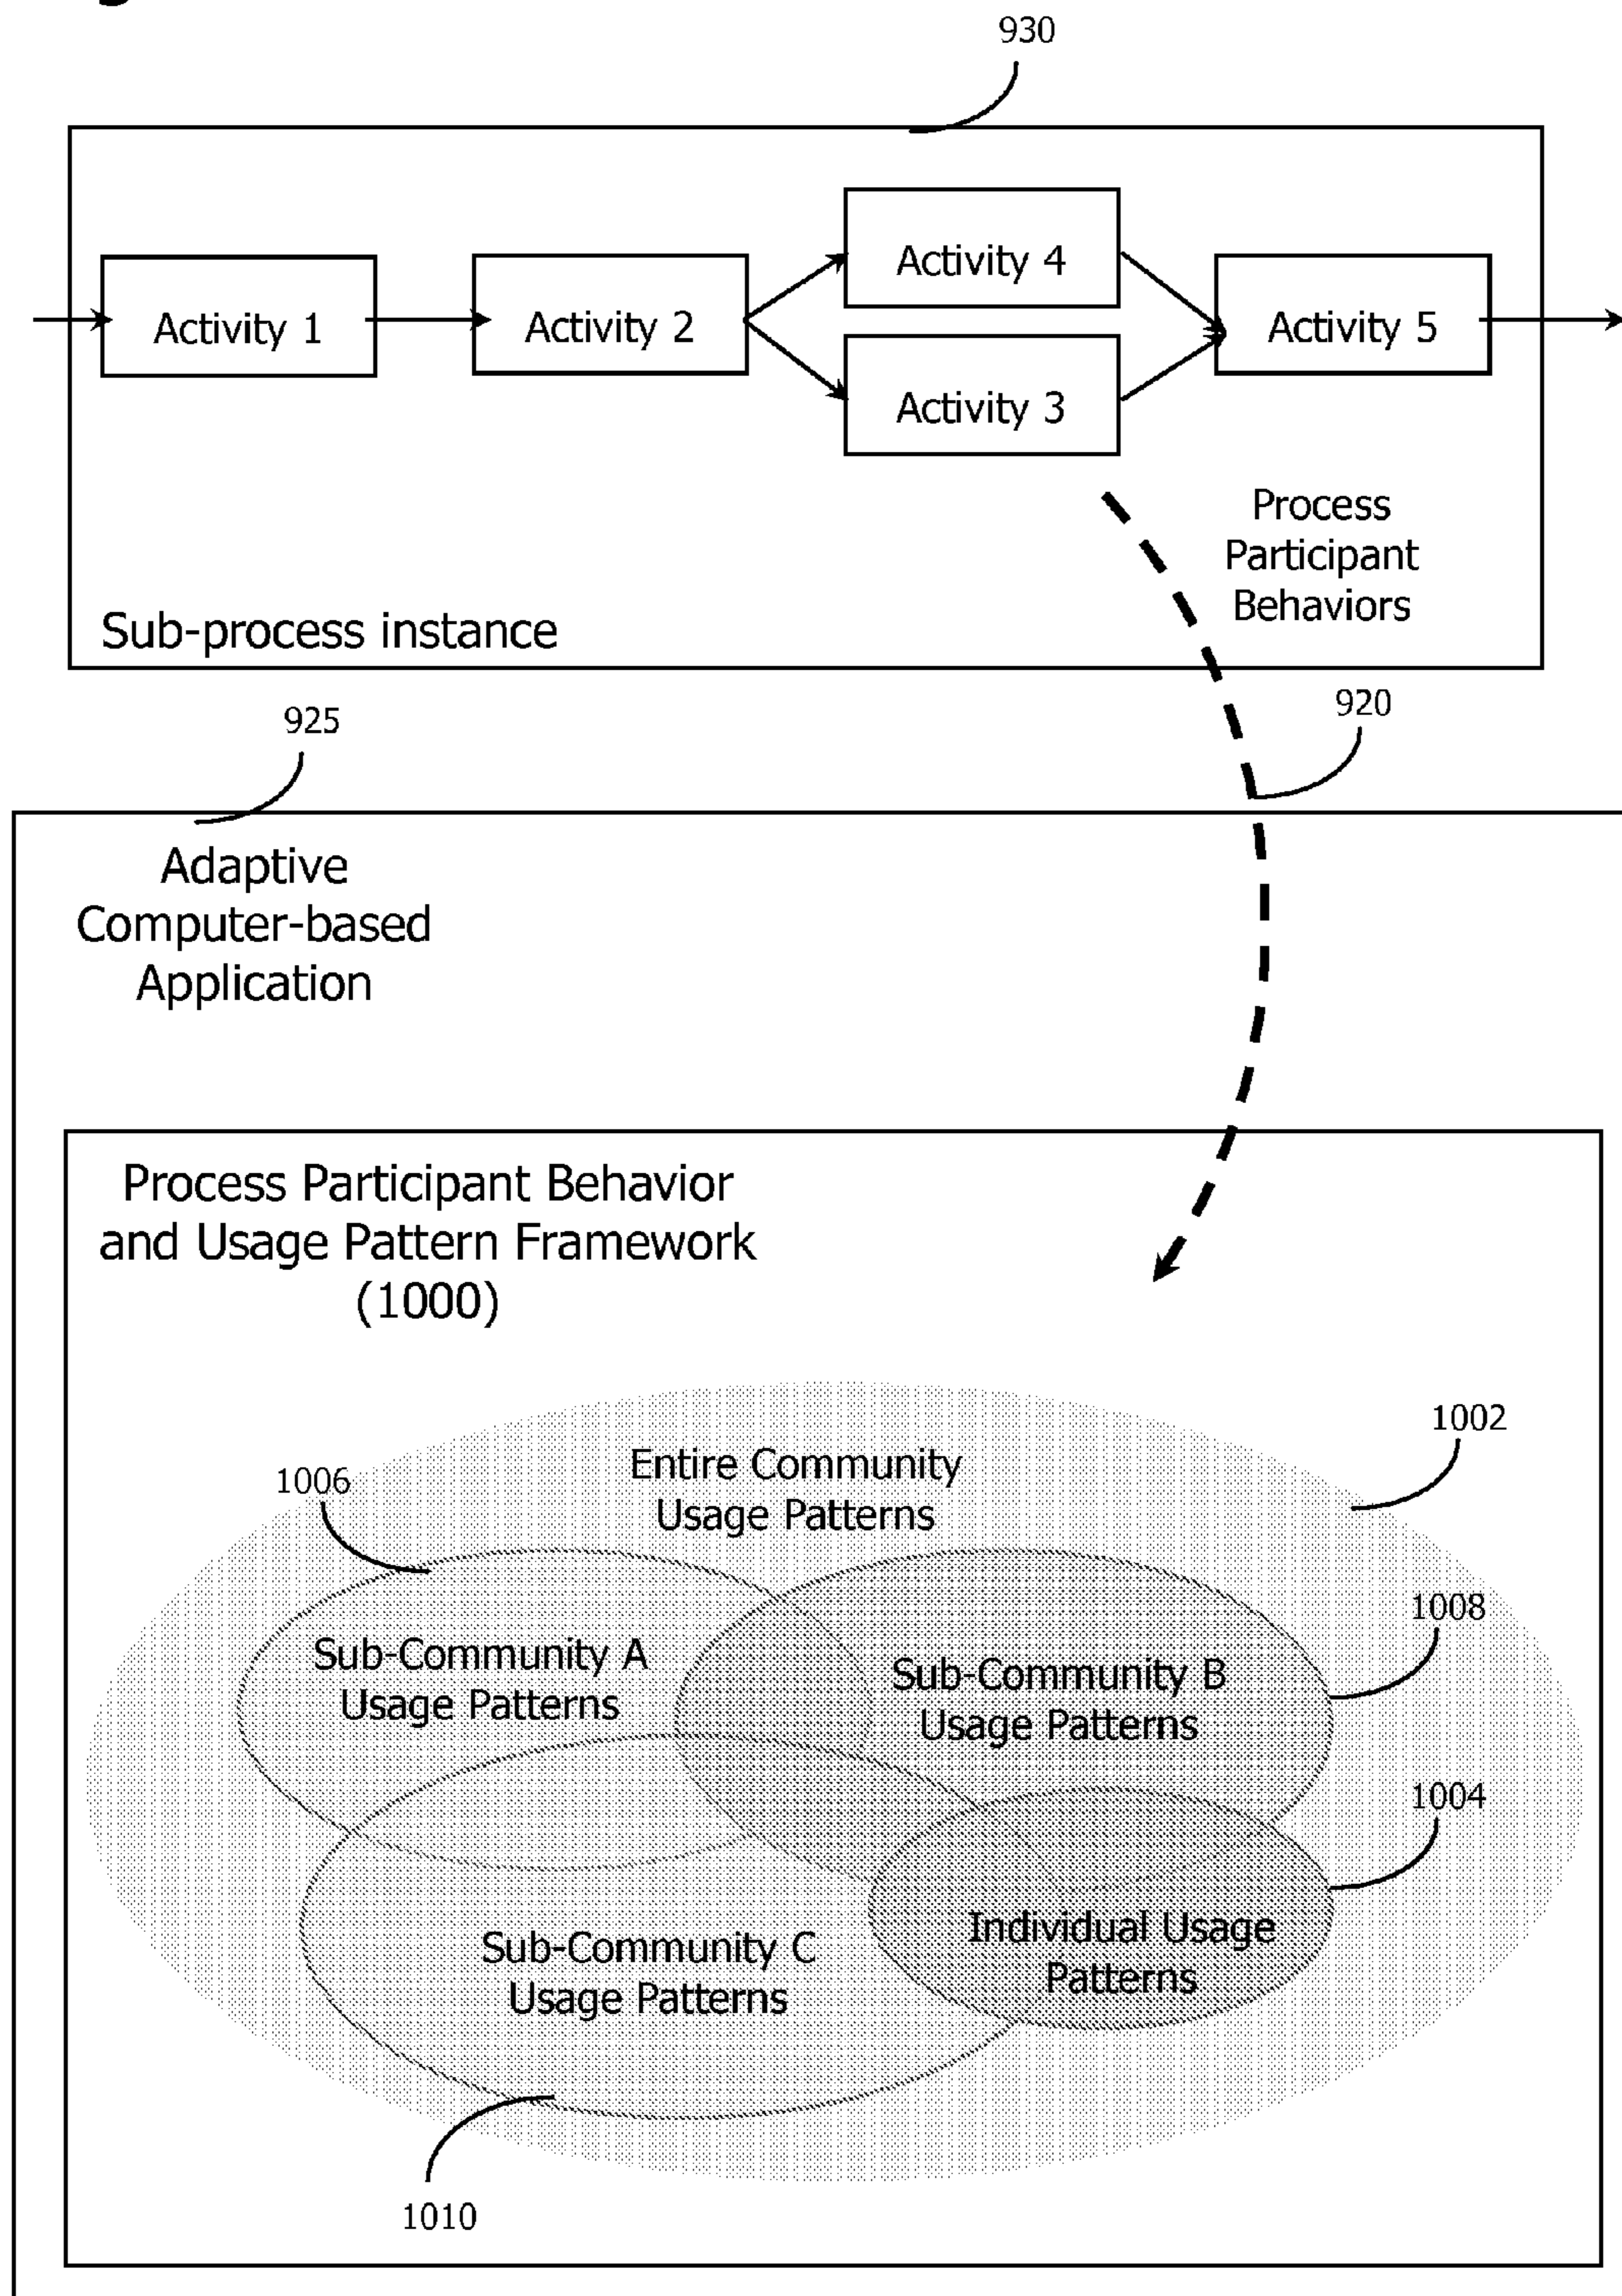 930
Activity 4
Activity 1
Activity 2
Activity 5
Activity 3
Process
Participant
Behaviors
Sub-process instance
920
925
Adaptive
Computer-based
Application
Process Participant Behavior
and Usage Pattern Framework
(1000)
1002
Entire Community
Usage Patterns
1006
1008
Sub-Community A
Usage Patterns
Sub-Community B
Usage Patterns
1004
Individual Usage
Patterns
Sub-Community C
Usage Patterns
1010